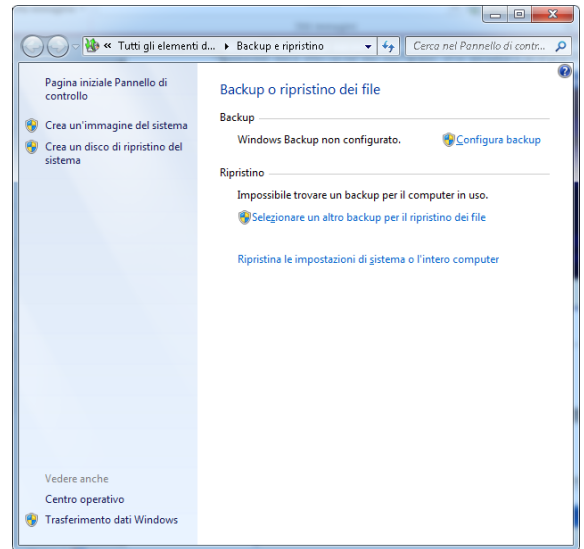 « Tutti gli elementi d... ▸ Backup e ripristino
Cerca nel Pannello di contr...
Pagina iniziale Pannello di
controllo
Crea un'immagine del sistema
Crea un disco di ripristino del
sistema
Backup o ripristino dei file
Backup
Windows Backup non configurato.
Configura backup
Ripristino
Impossibile trovare un backup per il computer in uso.
Selezionare un altro backup per il ripristino dei file
Ripristina le impostazioni di sistema o l'intero computer
Vedere anche
Centro operativo
Trasferimento dati Windows